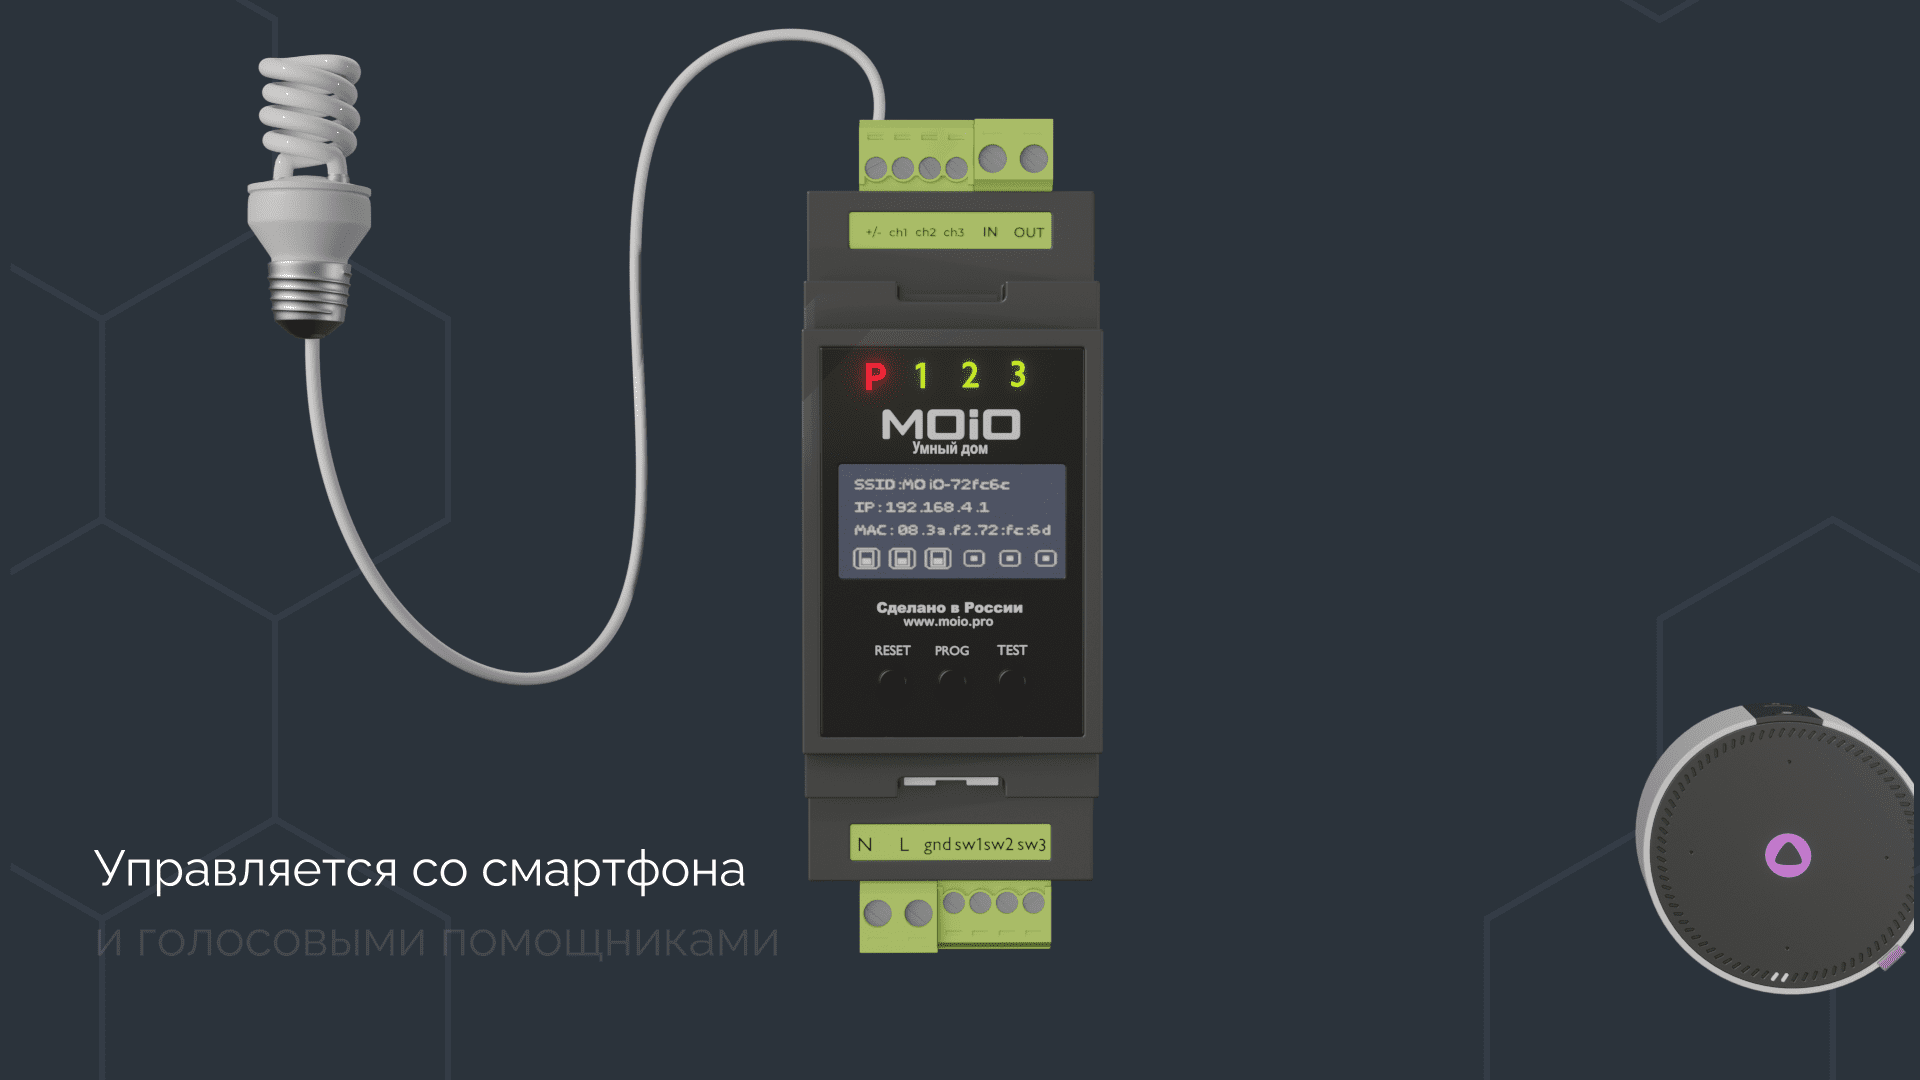 +/- ch1 ch2 ch3 IN OUT
P 1 2 3
MOiO
Умный дом
SSID:MOiO-72fc6c
IP:192.168.4.1
MAC:08.3a.f2.72:fc:6d
Сделано в России
www.moio.pro
RESET PROG TEST
N L gnd sw1 sw2 sw3
Управляется со смартфона
и голосовыми помощниками